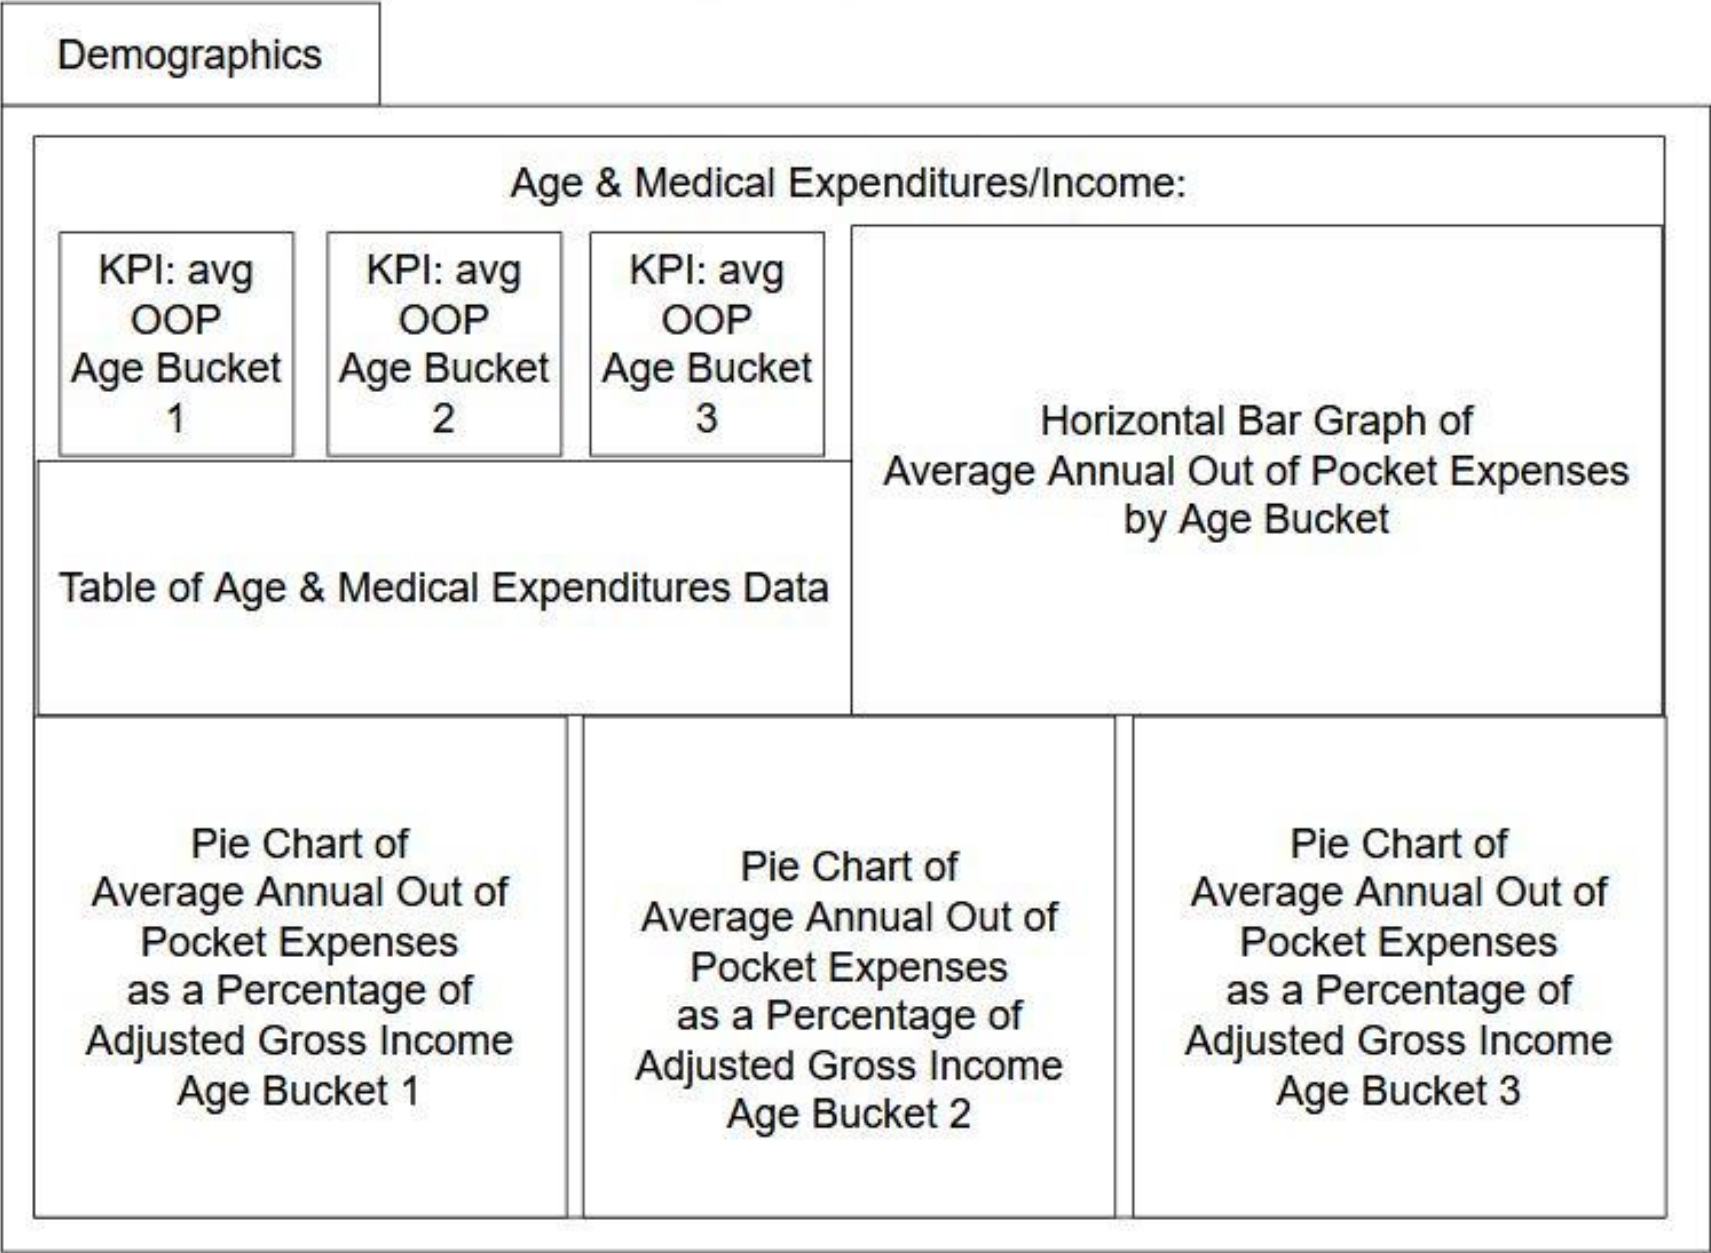 Demographics
Age & Medical Expenditures/Income:
KPI: avg
OOP
Age Bucket
1
KPI: avg
OOP
Age Bucket
2
KPI: avg
OOP
Age Bucket
3
Horizontal Bar Graph of
Average Annual Out of Pocket Expenses
by Age Bucket
Table of Age & Medical Expenditures Data
Pie Chart of
Average Annual Out of
Pocket Expenses
as a Percentage of
Adjusted Gross Income
Age Bucket 1
Pie Chart of
Average Annual Out of
Pocket Expenses
as a Percentage of
Adjusted Gross Income
Age Bucket 2
Pie Chart of
Average Annual Out of
Pocket Expenses
as a Percentage of
Adjusted Gross Income
Age Bucket 3